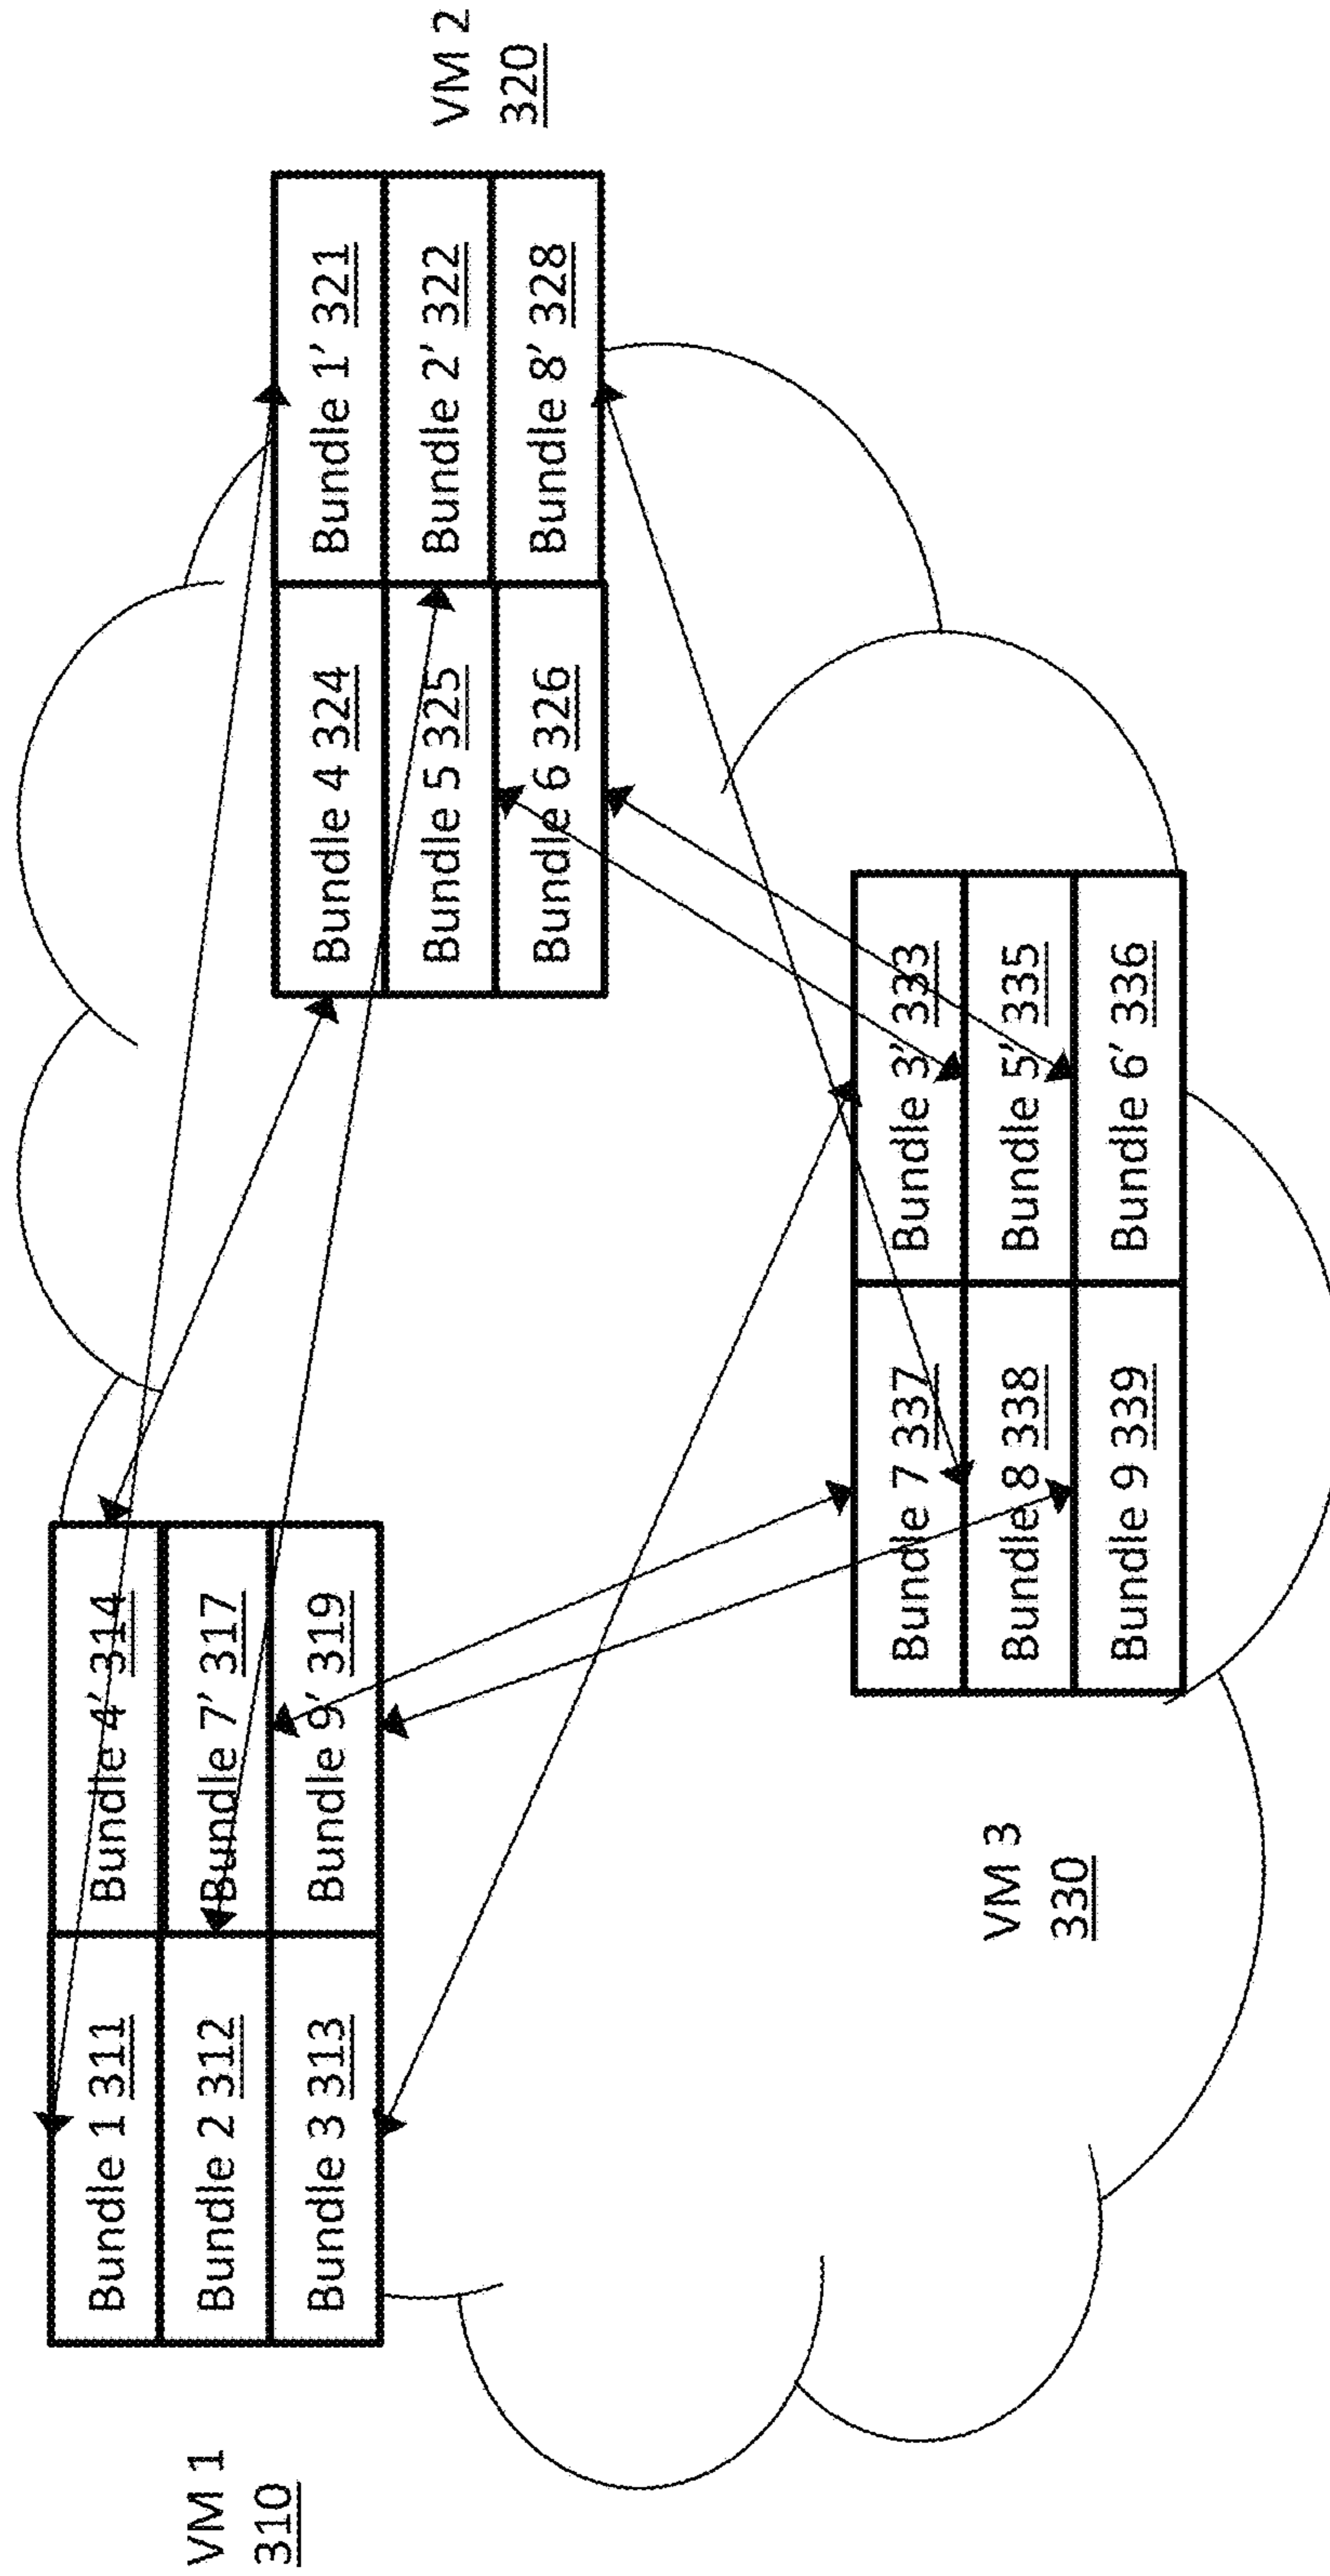 VM 1
310
Bundle 1 311
Bundle 4' 314
Bundle 2 312
Bundle 7' 317
Bundle 3 313
Bundle 9' 319
VM 2
320
Bundle 4 324
Bundle 1' 321
Bundle 5 325
Bundle 2' 322
Bundle 6 326
Bundle 8' 328
VM 3
330
Bundle 7 337
Bundle 3' 333
Bundle 8 338
Bundle 5' 335
Bundle 9 339
Bundle 6' 336